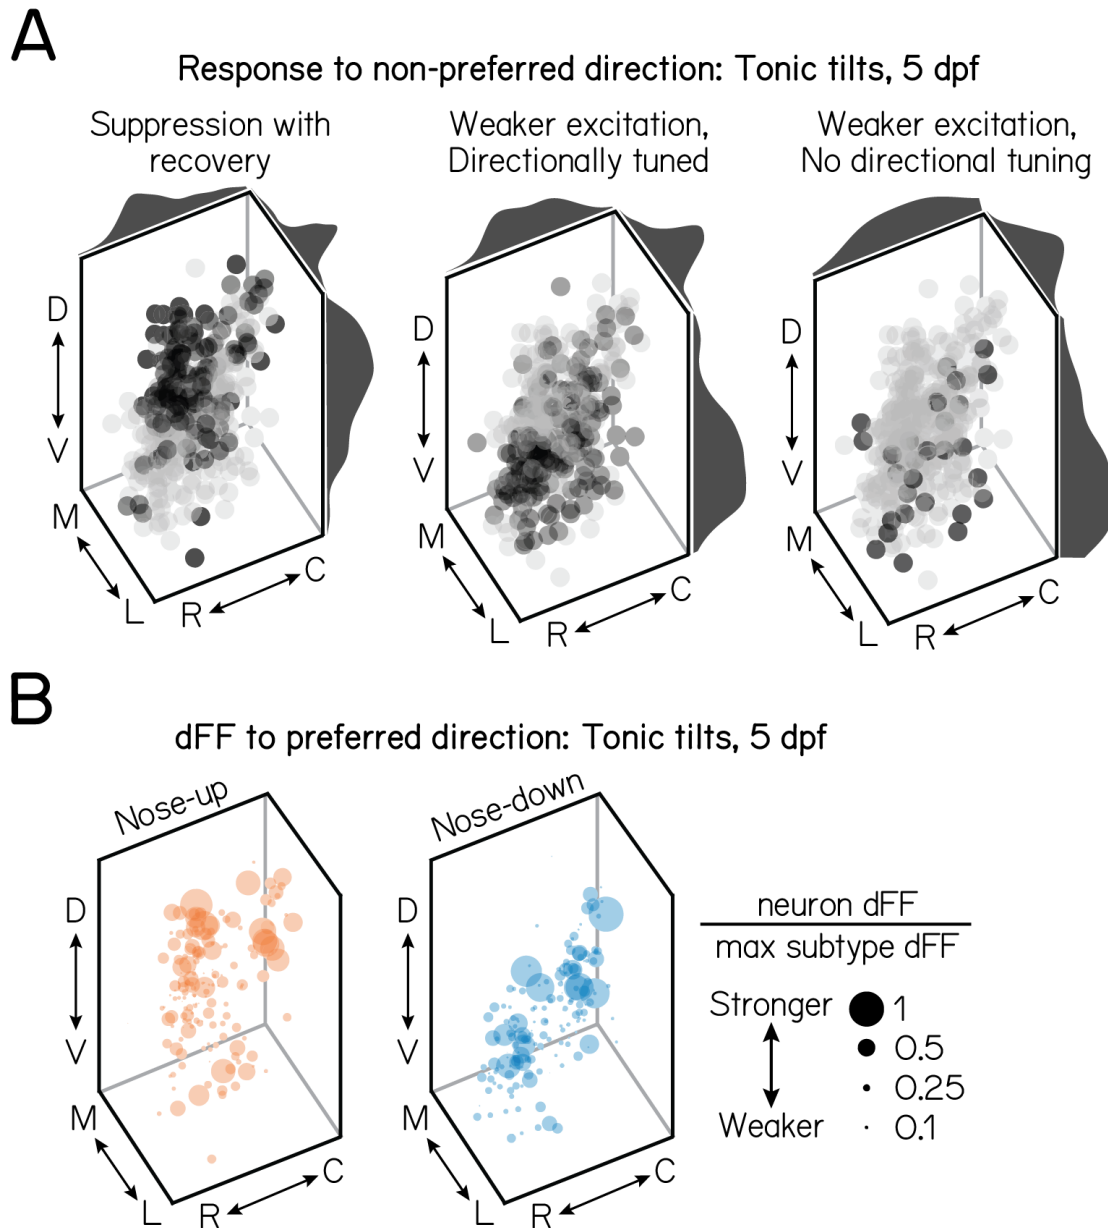 A
Response to non-preferred direction: Tonic tilts, 5 dpf
Suppression with
recovery
Weaker excitation,
Directionally tuned
Weaker excitation,
No directional tuning
D
V
M
L
R
C
D
V
M
L
R
C
D
V
M
L
R
C
B
dFF to preferred direction: Tonic tilts, 5 dpf
Nose-up
D
V
M
L
R
C
Nose-down
D
V
M
L
R
C
neuron dFF
max subtype dFF
Stronger
Weaker
1
0.5
0.25
0.1